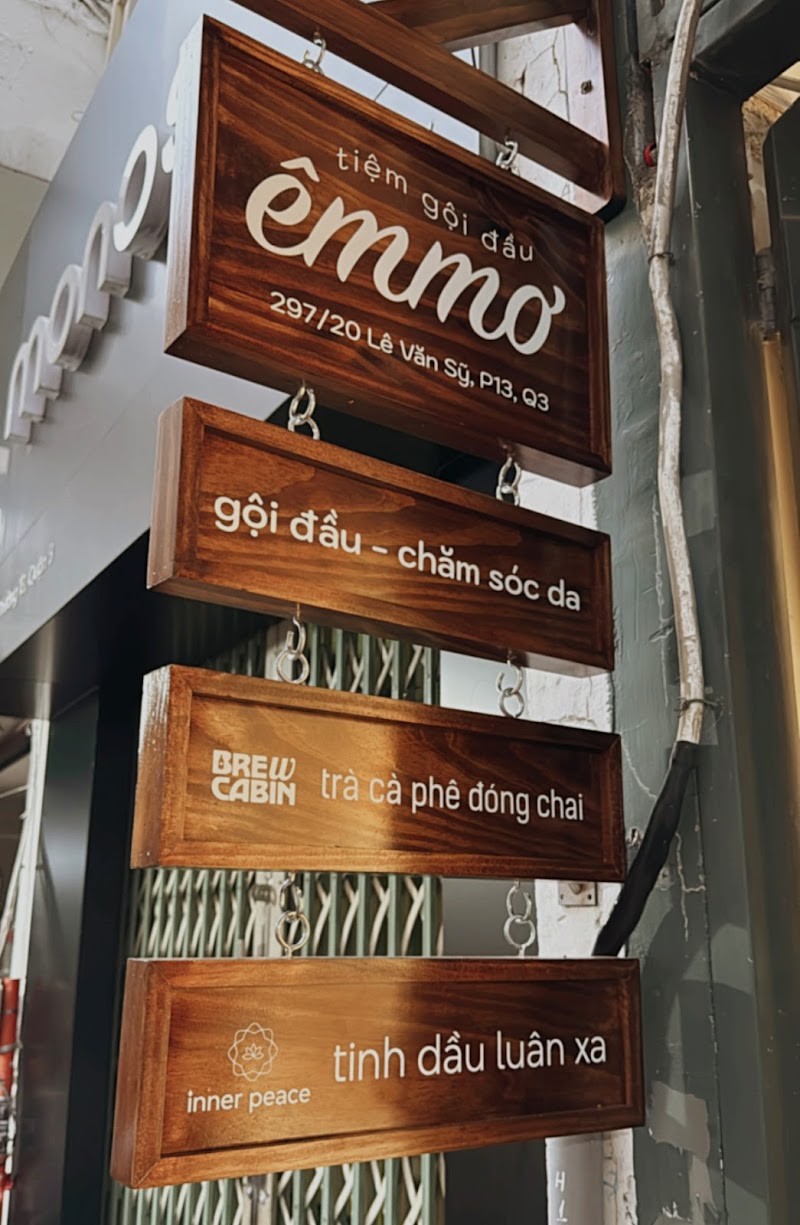 tiệm gội đầu
êmmơ
297/20 Lê Văn Sỹ, P13, Q3
gội đầu - chăm sóc da
BREW
CABIN
trà cà phê đóng chai
inner peace
tinh dầu luân xa